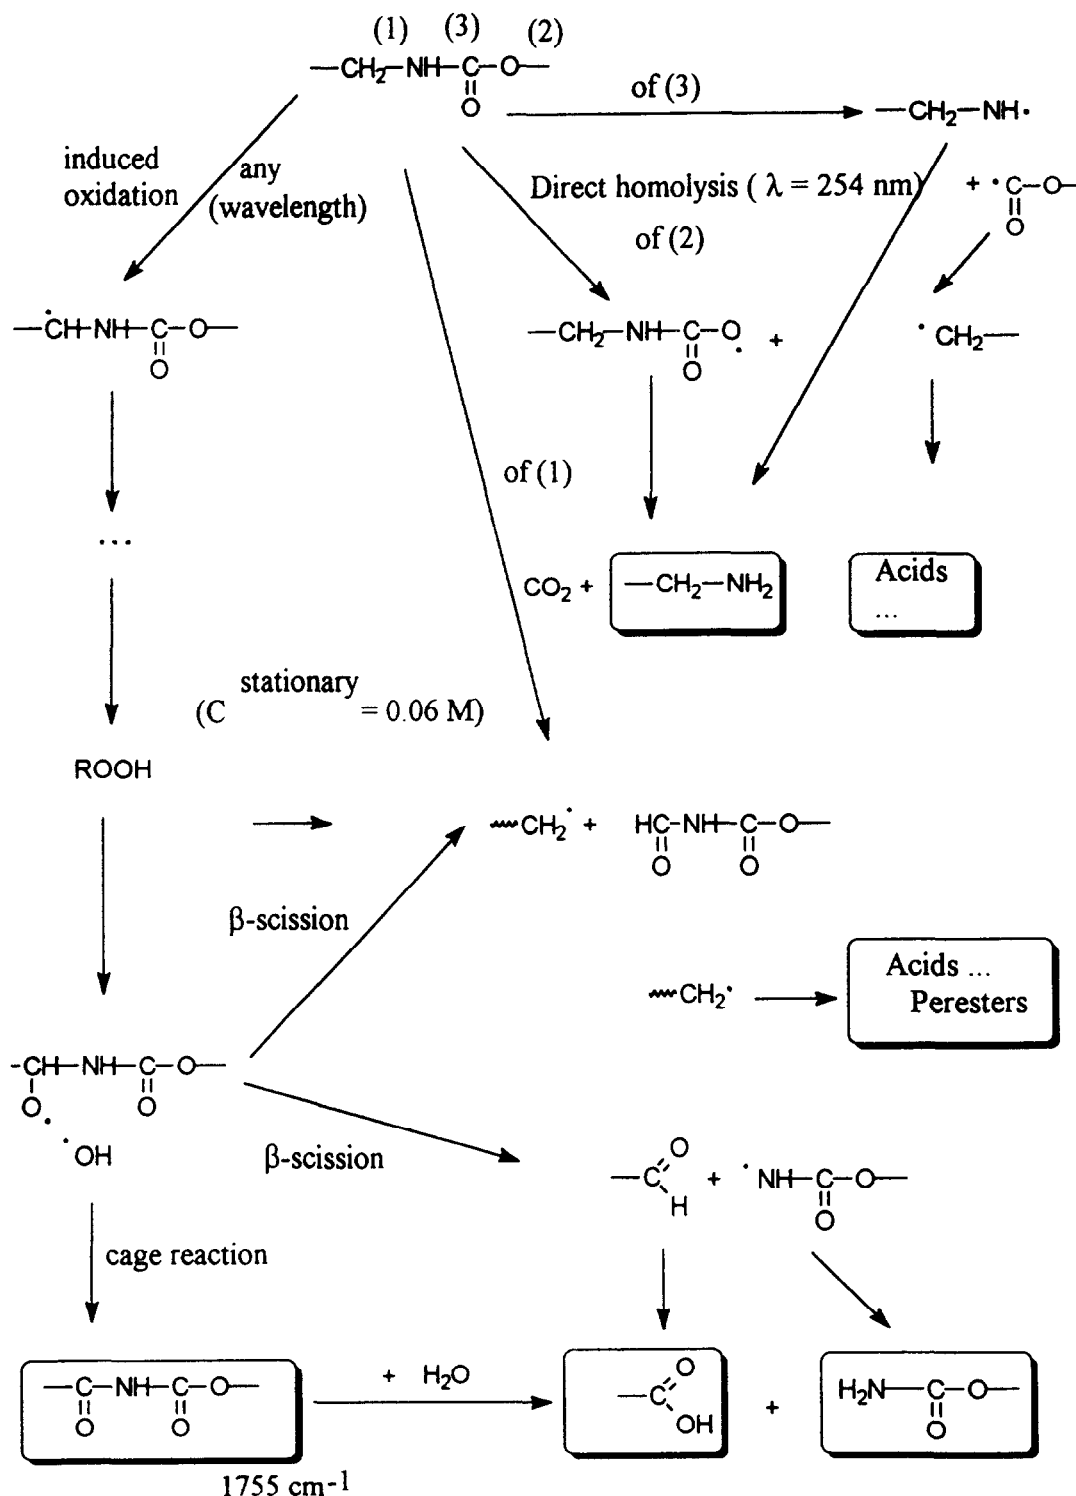 (1) (3) (2)
—CH2—NH—C—O—
O
of (3)
—CH2—NH·
induced
oxidation
any
(wavelength)
Direct homolysis ( λ = 254 nm)
+ ·C—O—
O
of (2)
—CH—NH—C—O—
O
—CH2—NH—C—O·
O
+
·CH2—
of (1)
...
CO2 +
—CH2—NH2
Acids
...
(C stationary = 0.06 M)
ROOH
CH2· +
HC—NH—C—O—
O O
β-scission
CH2·
Acids ...
Peresters
-CH—NH—C—O—
O· O
·OH
β-scission
—C
O
H
+
·NH—C—O—
O
cage reaction
—C—NH—C—O—
O O
+ H2O
—C
O
OH
+
H2N—C—O—
O
1755 cm-1